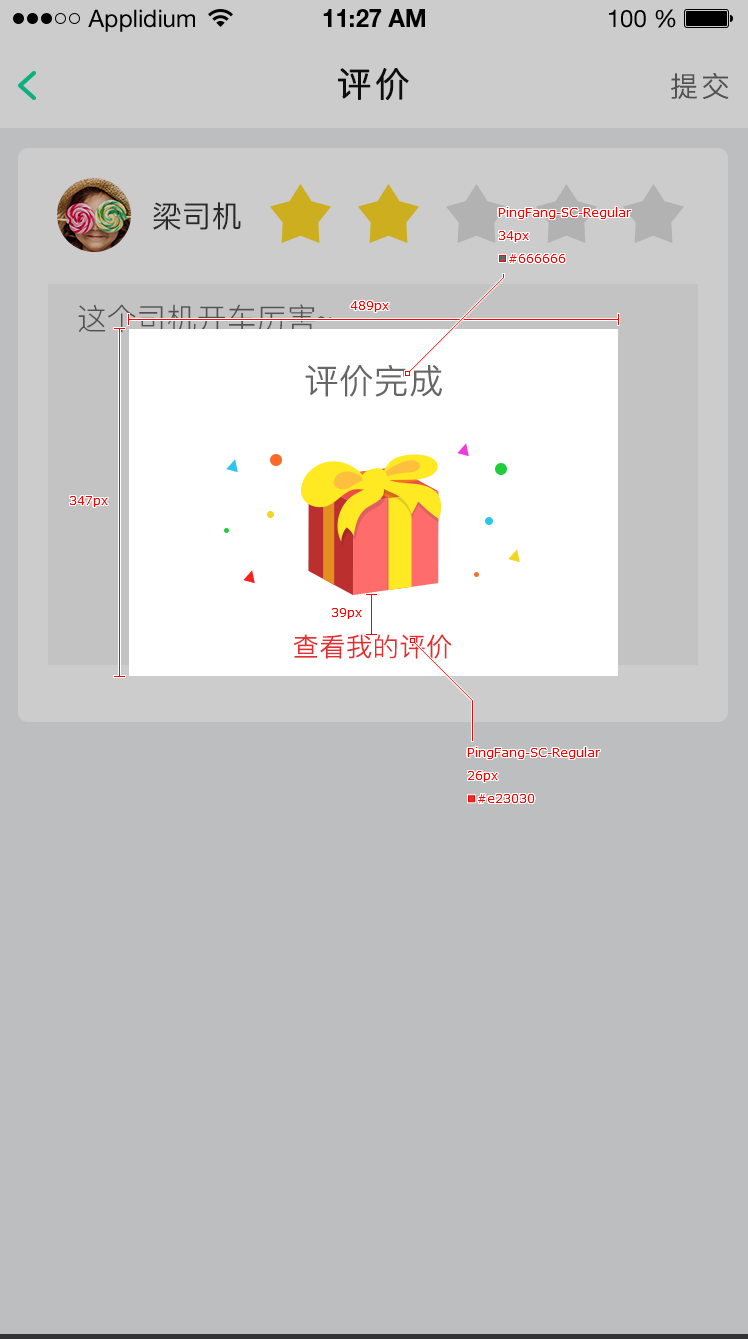 Applidium 11:27 AM 100 %
评价
提交
梁司机
PingFang-SC-Regular
34px
#666666
489px
这个司机开车厉害~
评价完成
347px
39px
查看我的评价
PingFang-SC-Regular
26px
#e23030